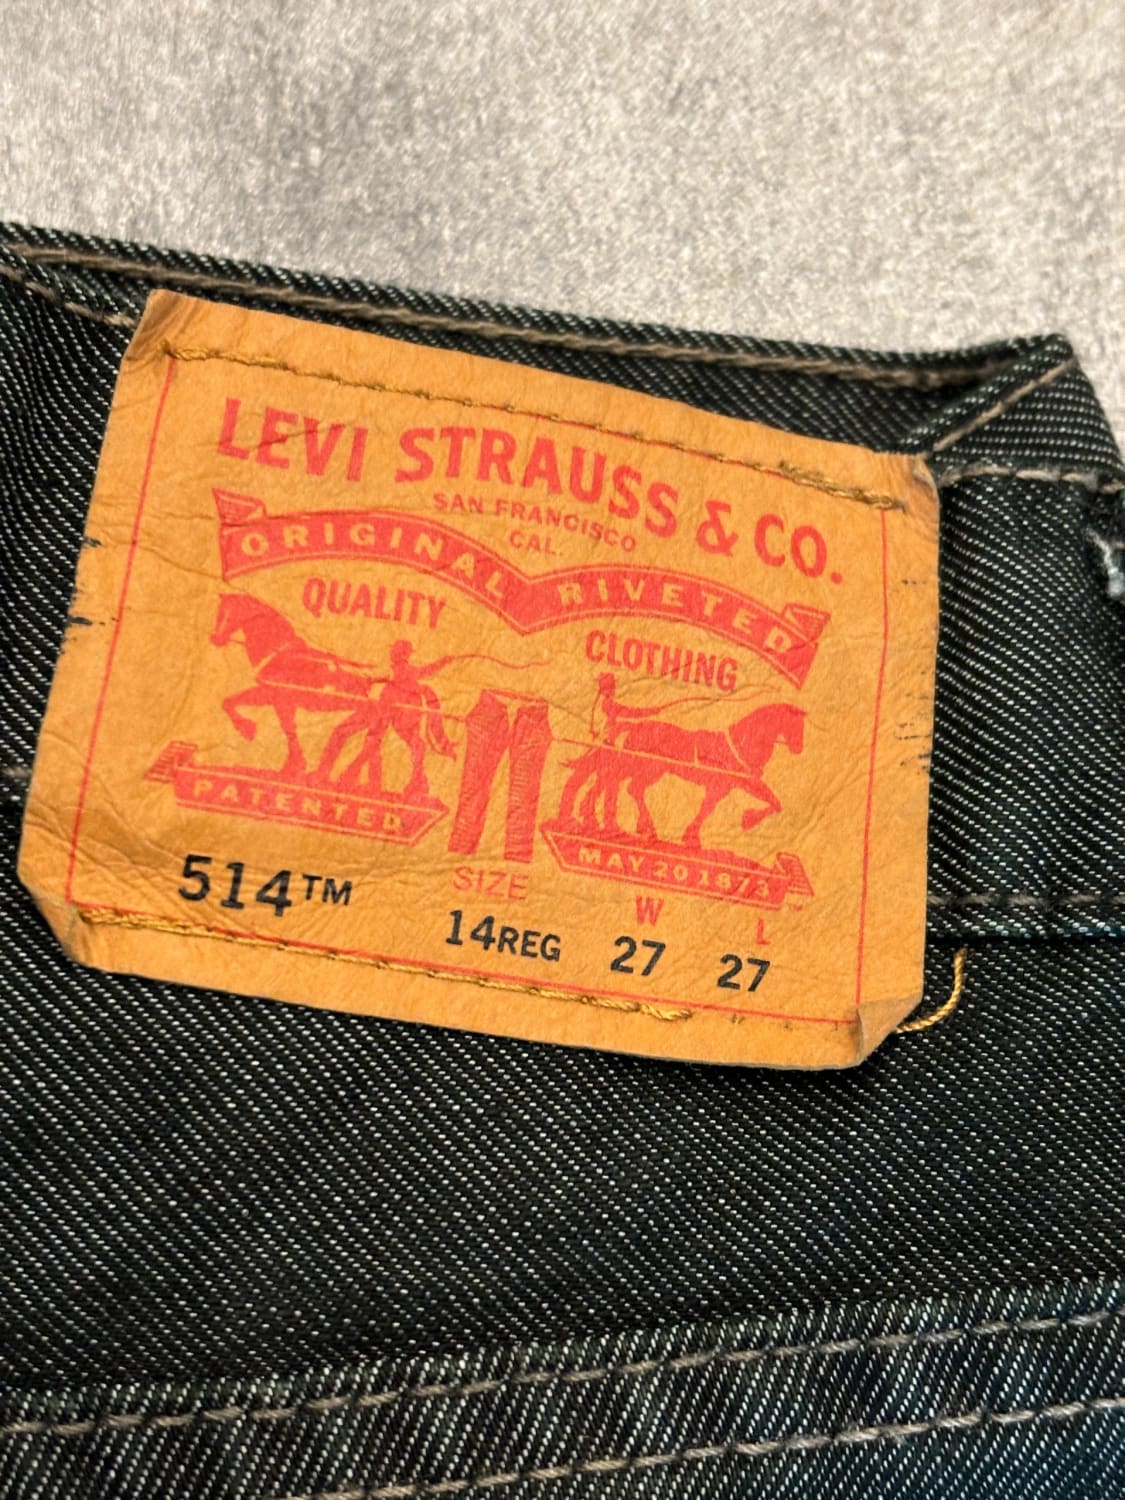 LEVI STRAUSS & CO.
SAN FRANCISCO
CAL.
ORIGINAL RIVETED
QUALITY
CLOTHING
PATENTED
MAY 20 1873
514™
SIZE W L
14REG 27 27